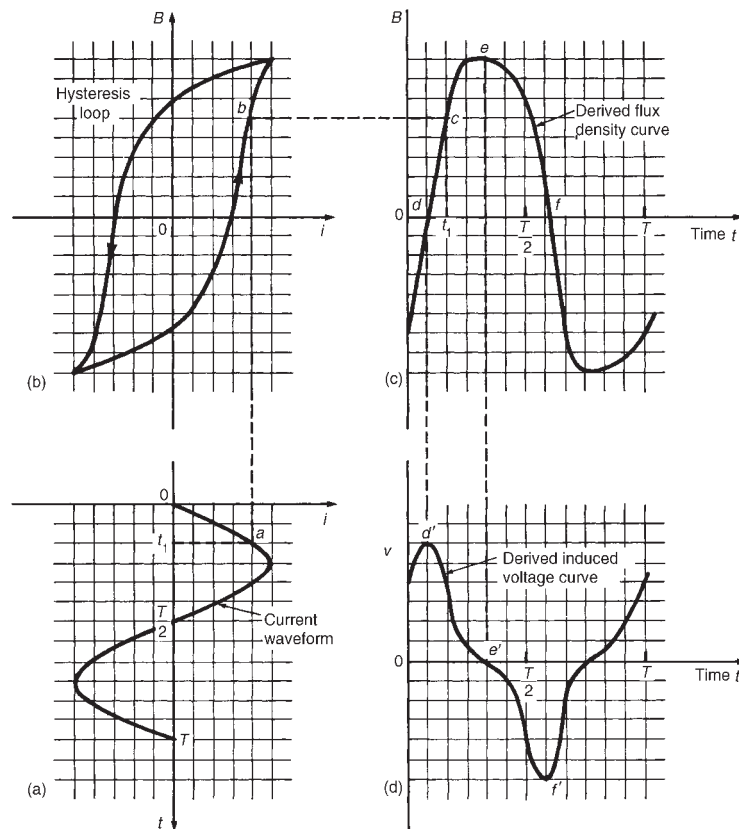 B
Hysteresis
loop
b
0
i
(b)
B
e
c
Derived flux
density curve
d
f
0
t₁
T
2
T
Time t
(c)
0
i
t₁
a
T
2
Current
waveform
T
(a)
t
v
d'
Derived induced
voltage curve
e'
0
T
2
T
Time t
(d)
f'